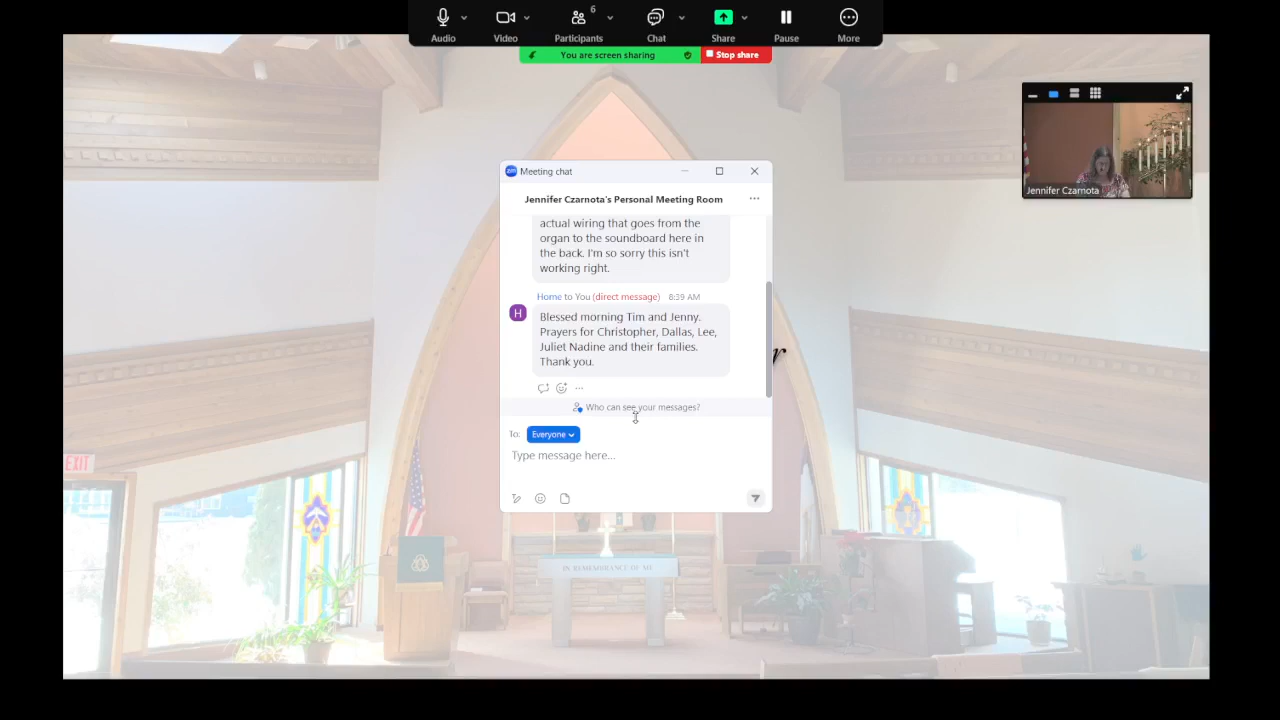 6
Audio
Video
Participants
Chat
Share
Pause
More
You are screen sharing
Stop share
Jennifer Czarnota
zm
Meeting chat
Jennifer Czarnota's Personal Meeting Room
actual wiring that goes from the
organ to the soundboard here in
the back. I'm so sorry this isn't
working right.
Home to You (direct message) 8:39 AM
H
Blessed morning Tim and Jenny.
Prayers for Christopher, Dallas, Lee,
Juliet Nadine and their families.
Thank you.
Who can see your messages?
To: Everyone
Type message here...
r
EXIT
IN REMEMBRANCE OF ME